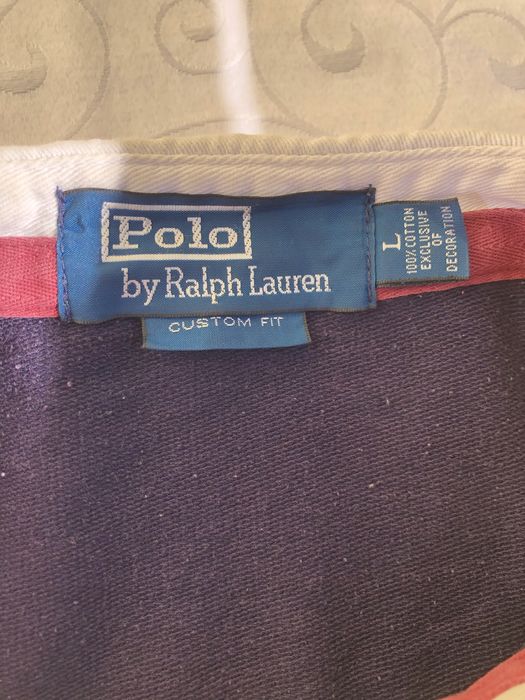 Polo
by Ralph Lauren
CUSTOM FIT
L
100% COTTON
EXCLUSIVE
OF
DECORATION